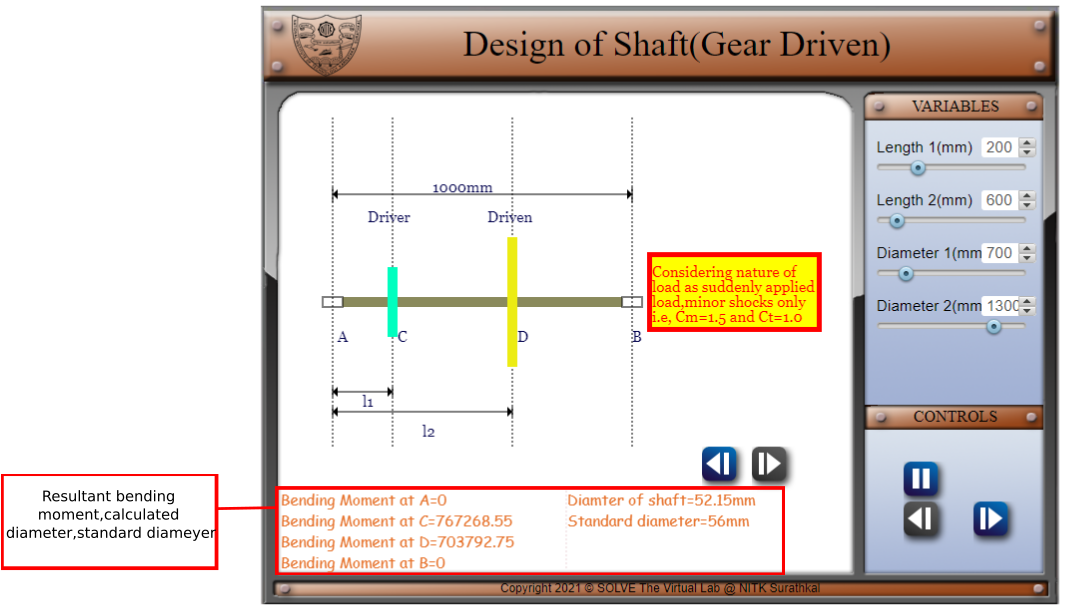 Design of Shaft(Gear Driven)
VARIABLES
Length 1(mm) 200
Length 2(mm) 600
Diameter 1(mm 700
Diameter 2(mm 1300
1000mm
Driver
Driven
Considering nature of
load as suddenly applied
load,minor shocks only
i.e, Cm=1.5 and Ct=1.0
A
C
D
B
l1
l2
CONTROLS
Resultant bending
moment,calculated
diameter,standard diameyer
Bending Moment at A=0
Bending Moment at C=767268.55
Bending Moment at D=703792.75
Bending Moment at B=0
Diamter of shaft=52.15mm
Standard diameter=56mm
Copyright 2021 © SOLVE The Virtual Lab @ NITK Surathkal